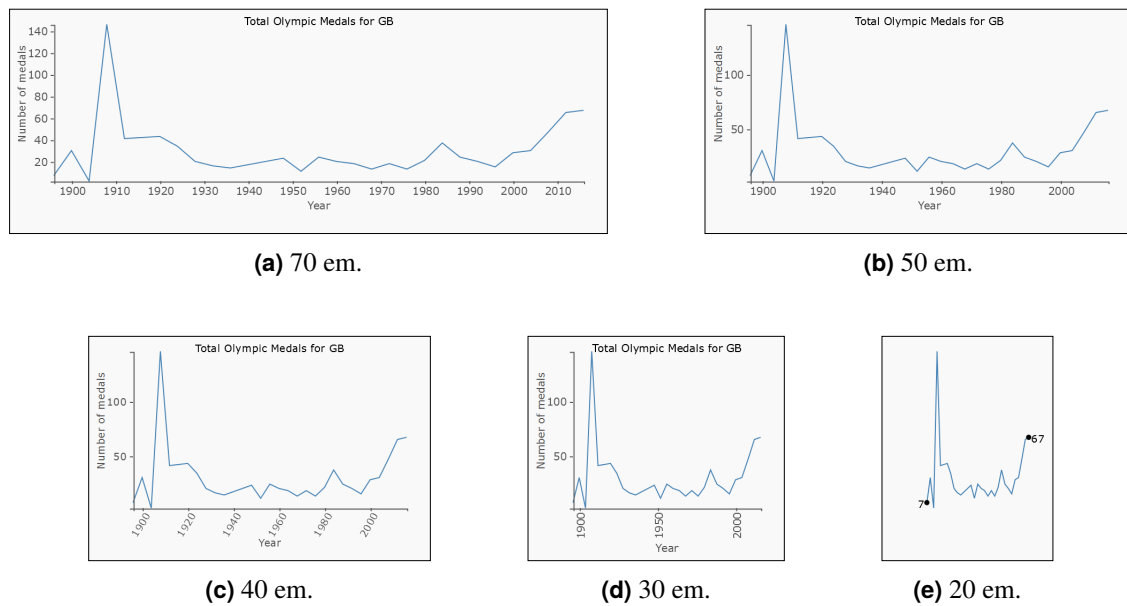 Total Olympic Medals for GB
Number of medals
140
120
100
80
60
40
20
1900 1910 1920 1930 1940 1950 1960 1970 1980 1990 2000 2010
Year
(a) 70 em.
Total Olympic Medals for GB
Number of medals
100
50
1900 1920 1940 1960 1980 2000
Year
(b) 50 em.
Total Olympic Medals for GB
Number of medals
100
50
1900 1920 1940 1960 1980 2000
Year
(c) 40 em.
Total Olympic Medals for GB
Number of medals
100
50
1900 1950 2000
Year
(d) 30 em.
67
7
(e) 20 em.